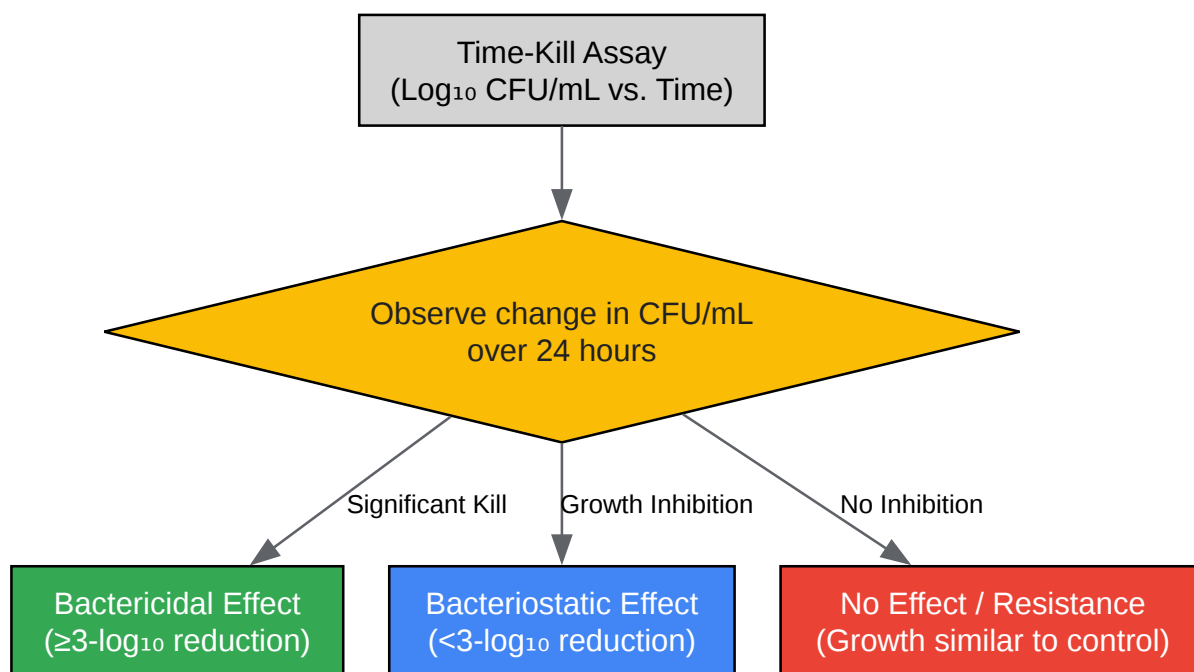 Time-Kill Assay
(Log₁₀ CFU/mL vs. Time)
Observe change in CFU/mL
over 24 hours
Significant Kill
Growth Inhibition
No Inhibition
Bactericidal Effect
(≥3-log₁₀ reduction)
Bacteriostatic Effect
(<3-log₁₀ reduction)
No Effect / Resistance
(Growth similar to control)